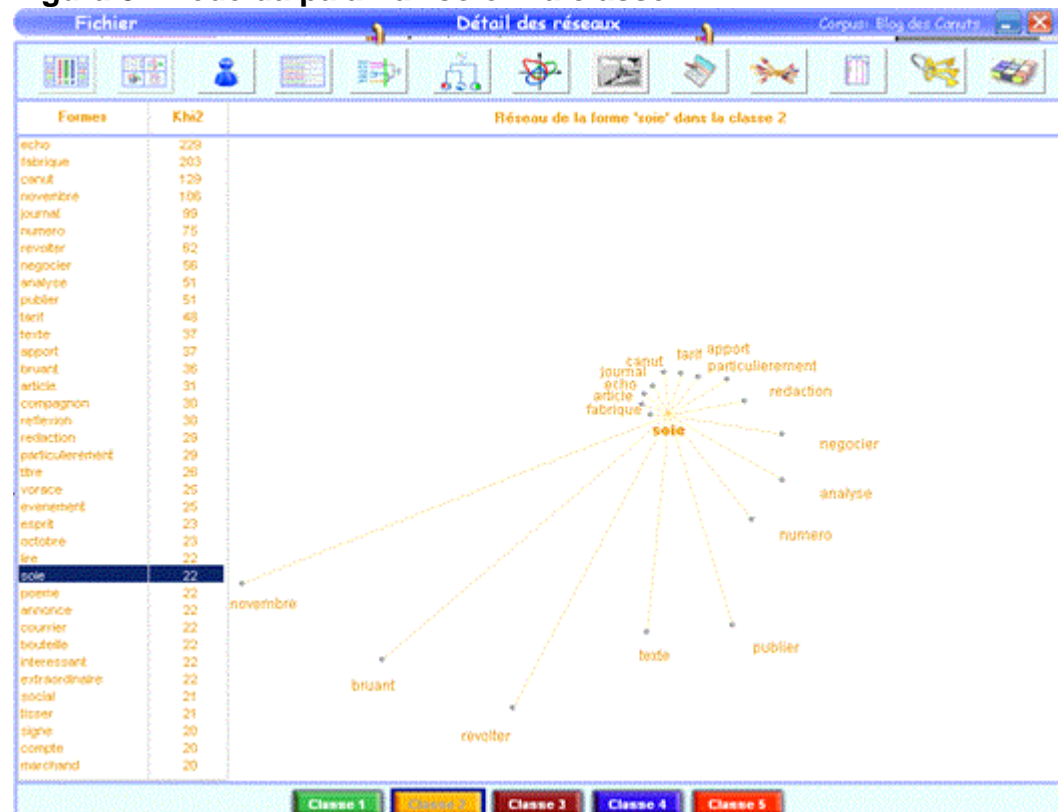 Fichier
Détail des réseaux
Corpus: Blog des Canuts
Formes Khi2
Réseau de la forme 'soie' dans la classe 2
echo 229
fabrique 203
canut 129
novembre 106
journal 99
numero 75
revolter 62
negocier 56
analyse 51
publier 51
tarif 48
texte 37
apport 37
bruant 36
article 31
compagnon 30
reflexion 30
redaction 29
particulierement 29
titre 26
vorace 25
evenement 25
esprit 23
octobre 23
lire 22
soie 22
poeme 22
annonce 22
courrier 22
bouteille 22
interessant 22
extraordinaire 22
social 21
tisser 21
signe 20
compte 20
marchand 20
canut
tarif
apport
journal
particulierement
echo
article
redaction
fabrique
soie
negocier
analyse
numero
novembre
publier
texte
bruant
revolter
Classe 1
Classe 2
Classe 3
Classe 4
Classe 5